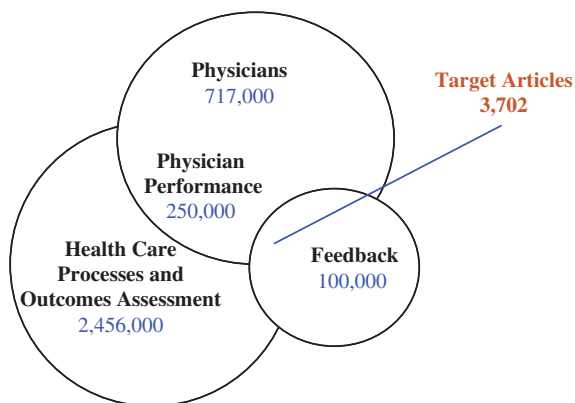 Physicians
717,000
Target Articles
3,702
Physician
Performance
250,000
Health Care
Processes and
Outcomes Assessment
2,456,000
Feedback
100,000